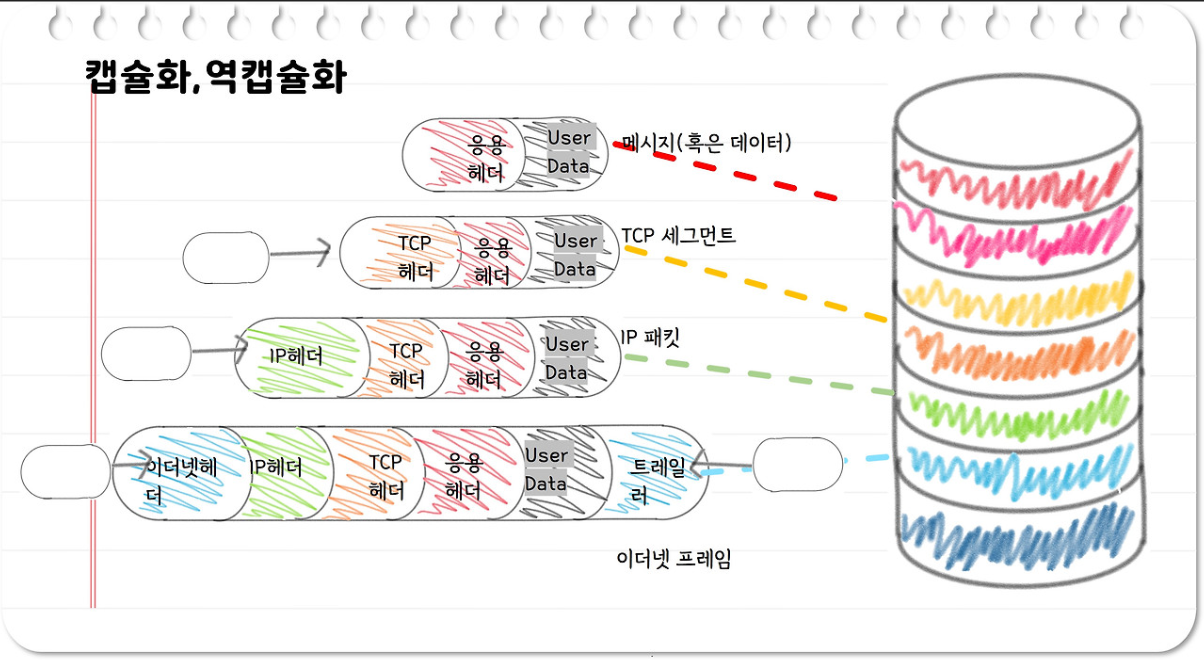 캡슐화,역캡슐화
응용
헤더
User
Data
메시지(혹은 데이터)
TCP
헤더
응용
헤더
User
Data
TCP 세그먼트
IP헤더
TCP
헤더
응용
헤더
User
Data
IP 패킷
이더넷헤
더
IP헤더
TCP
헤더
응용
헤더
User
Data
트레일
러
이더넷 프레임